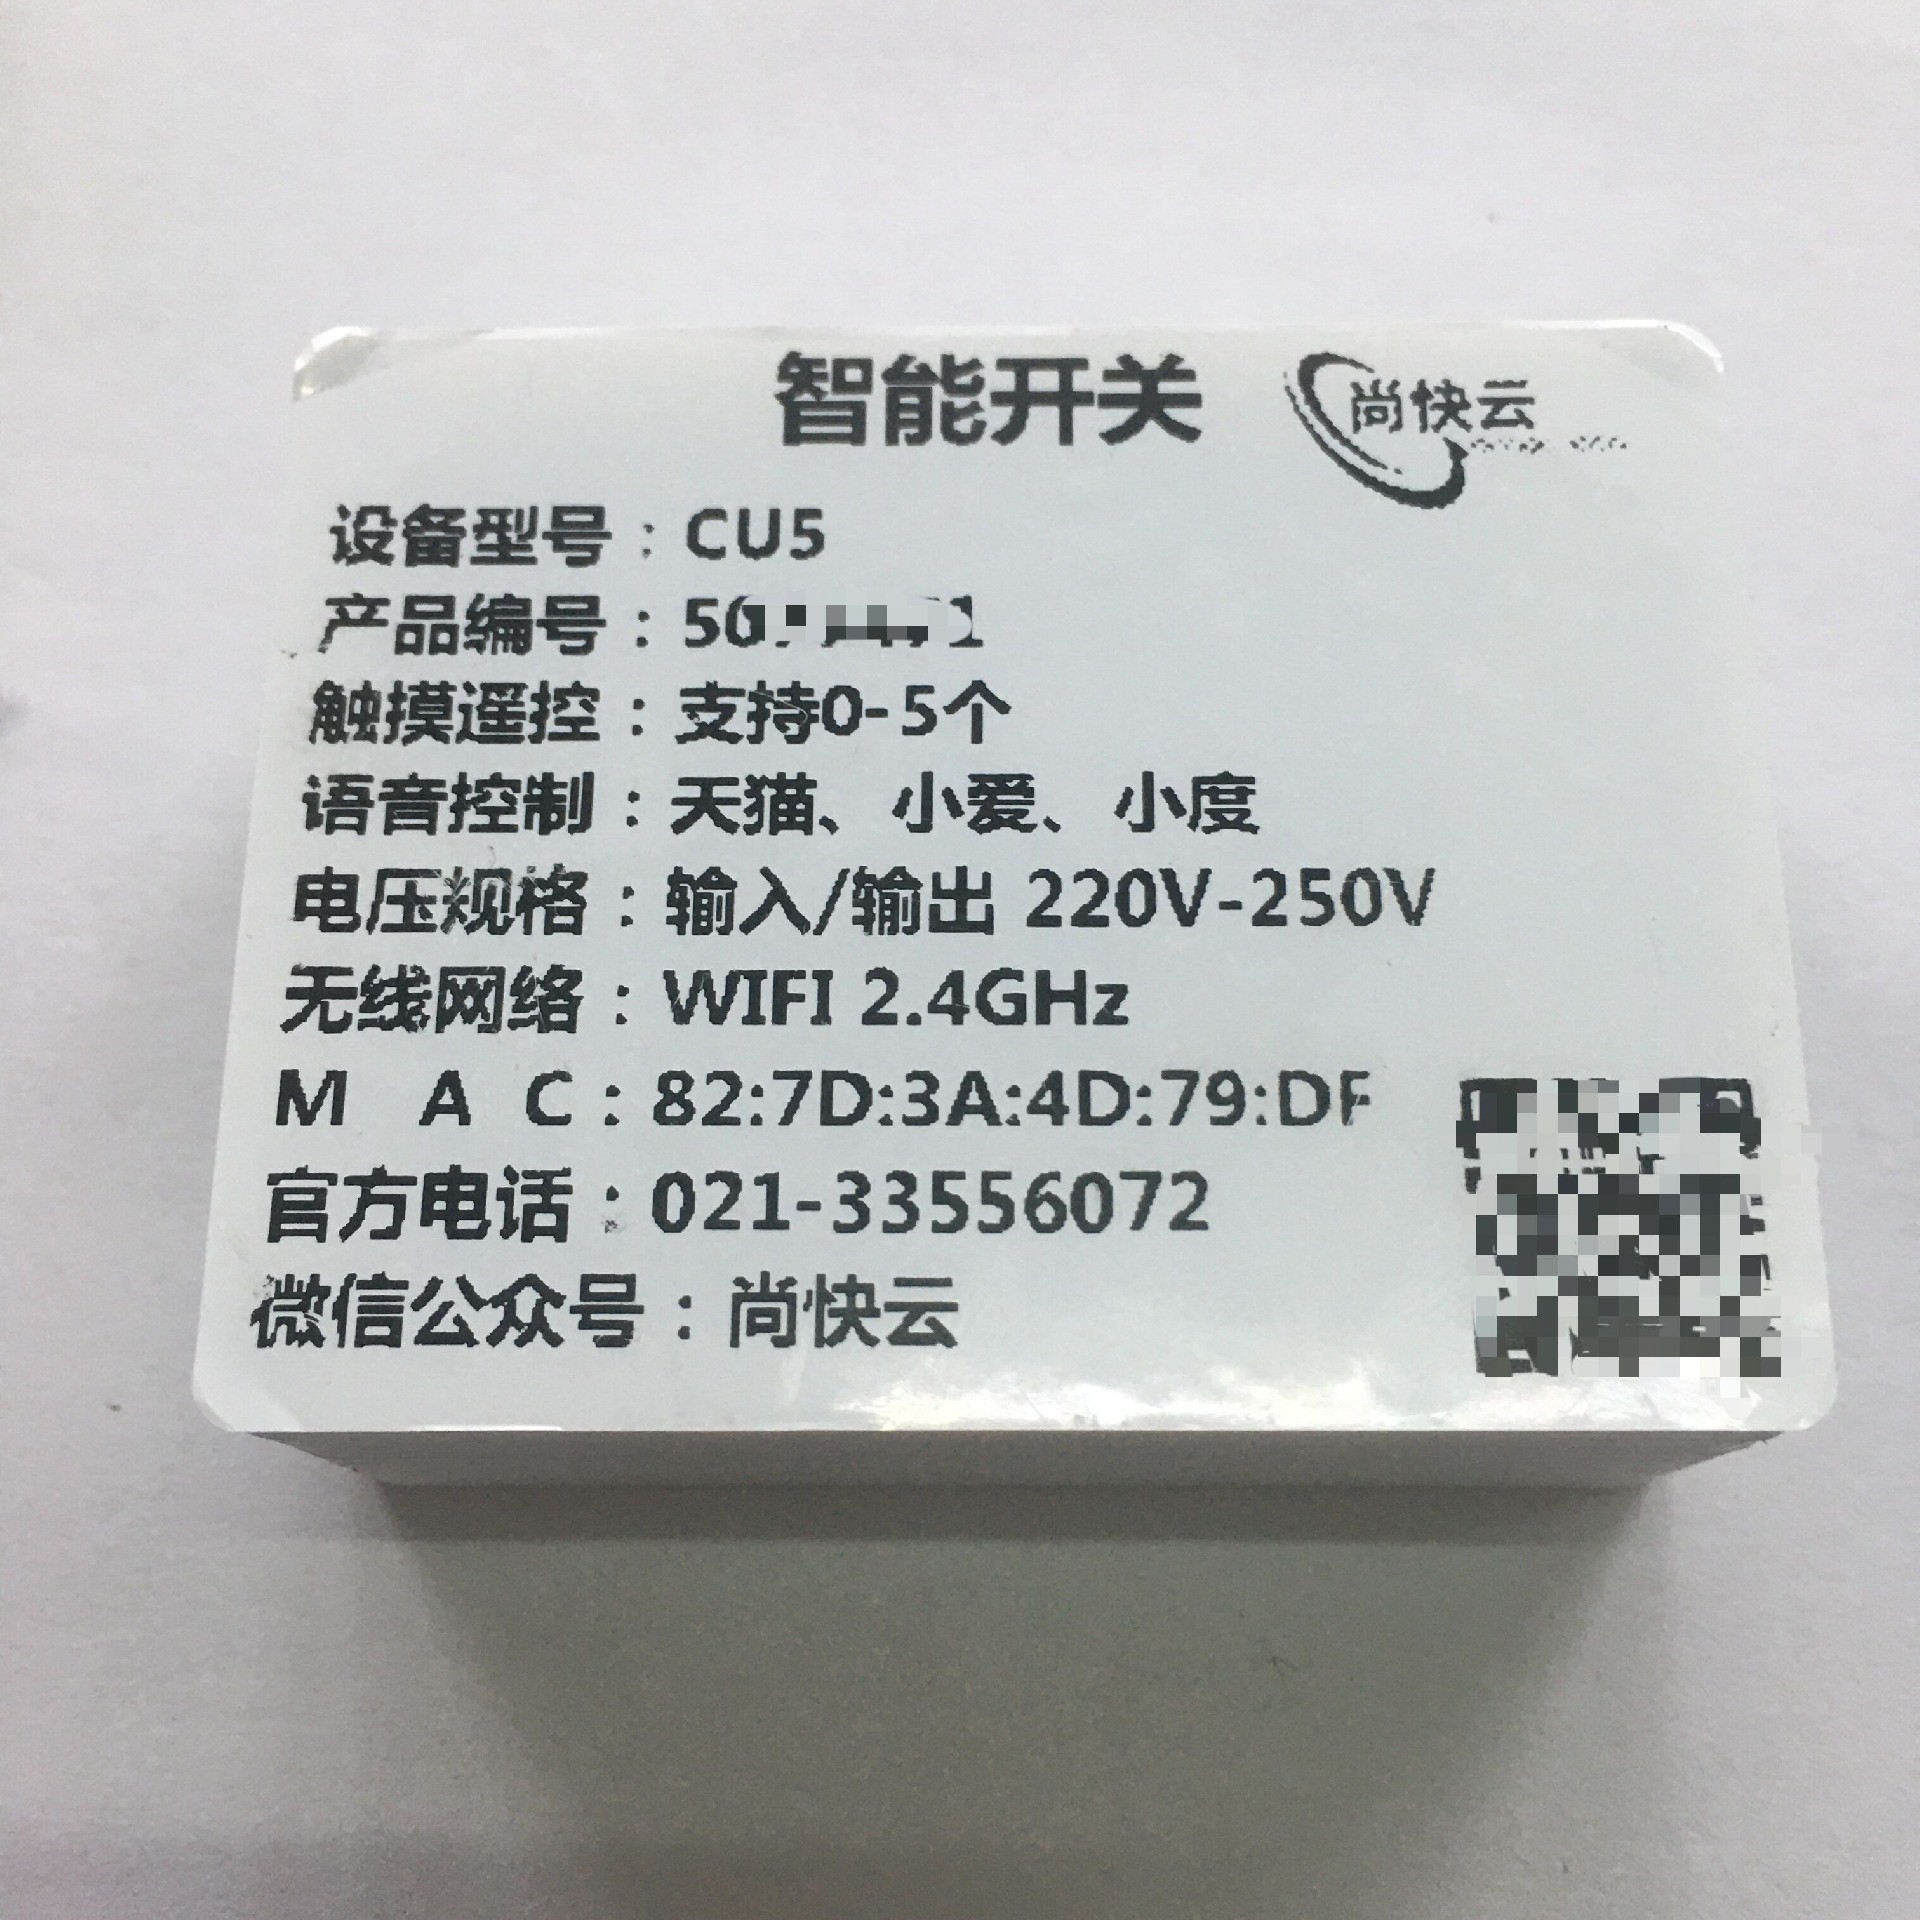 智能开关
尚快云
设备型号：CU5
产品编号：50
触摸遥控：支持0-5个
语音控制：天猫、小爱、小度
电压规格：输入/输出 220V-250V
无线网络：WIFI 2.4GHz
M A C：82:7D:3A:4D:79:DF
官方电话：021-33556072
微信公众号：尚快云